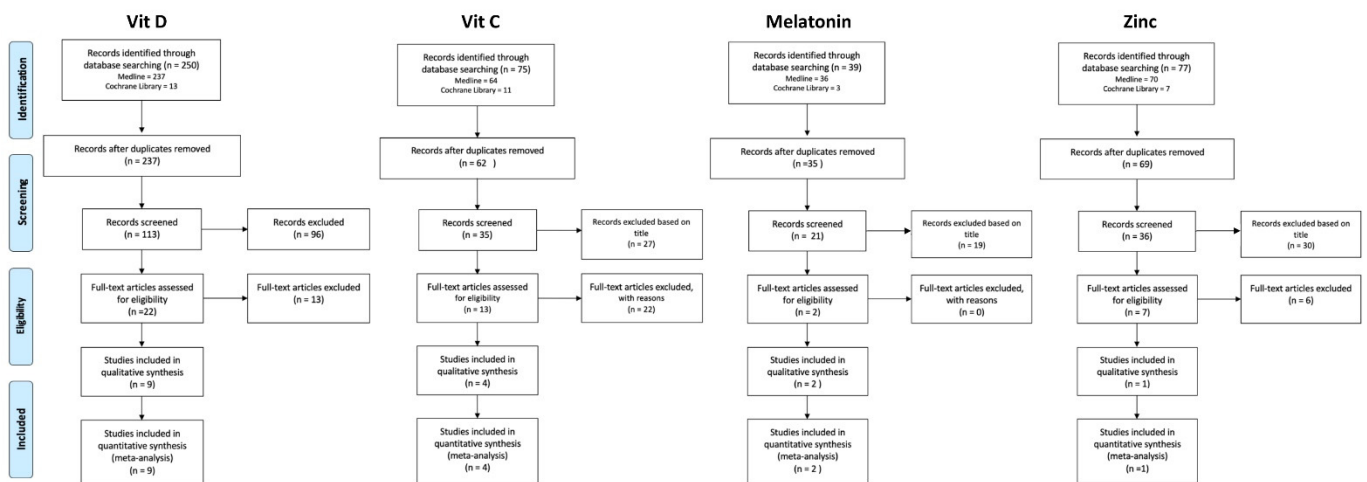 Vit D
Vit C
Melatonin
Zinc
Identification
Screening
Eligibility
Included
Records identified through
database searching (n = 250)
Medline = 237
Cochrane Library = 13
Records after duplicates removed
(n = 237)
Records screened
(n = 113)
Records excluded
(n = 96)
Full-text articles assessed
for eligibility
(n =22)
Full-text articles excluded
(n = 13)
Studies included in
qualitative synthesis
(n = 9)
Studies included in
quantitative synthesis
(meta-analysis)
(n = 9)
Records identified through
database searching (n = 75)
Medline = 64
Cochrane Library = 11
Records after duplicates removed
(n = 62 )
Records screened
(n = 35)
Records excluded based on
title
(n = 27)
Full-text articles assessed
for eligibility
(n = 13)
Full-text articles excluded,
with reasons
(n = 22)
Studies included in
qualitative synthesis
(n = 4)
Studies included in
quantitative synthesis
(meta-analysis)
(n = 4)
Records identified through
database searching (n = 39)
Medline = 36
Cochrane Library = 3
Records after duplicates removed
(n =35 )
Records screened
(n = 21)
Records excluded based on
title
(n = 19)
Full-text articles assessed
for eligibility
(n = 2)
Full-text articles excluded,
with reasons
(n = 0)
Studies included in
qualitative synthesis
(n = 2 )
Studies included in
quantitative synthesis
(meta-analysis)
(n = 2 )
Records identified through
database searching (n = 77)
Medline = 70
Cochrane Library = 7
Records after duplicates removed
(n = 69)
Records screened
(n = 36)
Records excluded based on
title
(n = 30)
Full-text articles assessed
for eligibility
(n = 7)
Full-text articles excluded
(n = 6)
Studies included in
qualitative synthesis
(n = 1)
Studies included in
quantitative synthesis
(meta-analysis)
(n =1)